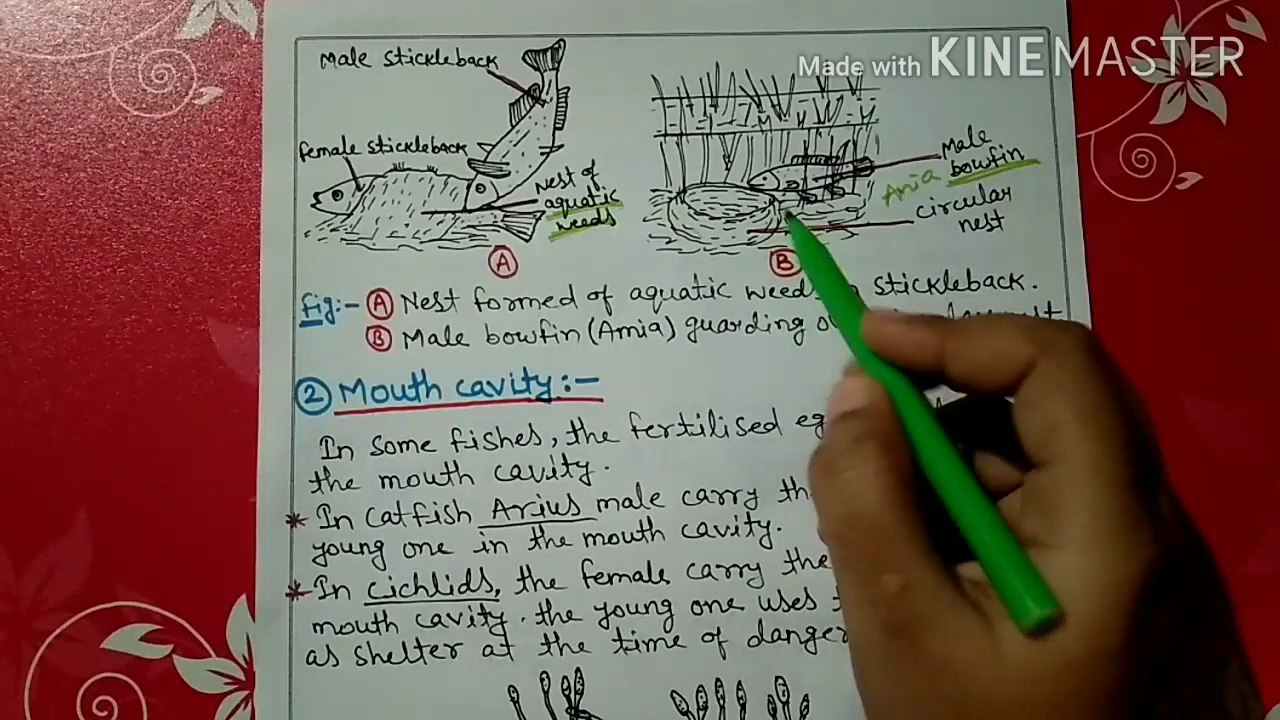 Made with KINEMASTER
Male stickleback
female stickleback
Nest of
aquatic
weeds
Male
bowfin
Amia
circular
nest
A
B
Fig:- A Nest formed of aquatic weeds stickleback.
B Male bowfin (Amia) guarding
2 Mouth cavity:-
In some fishes, the fertilised
the mouth cavity.
* In catfish Arius male carry
young one in the mouth cavity.
* In cichlids, the female carry the
mouth cavity. the young one uses
as shelter at the time of danger